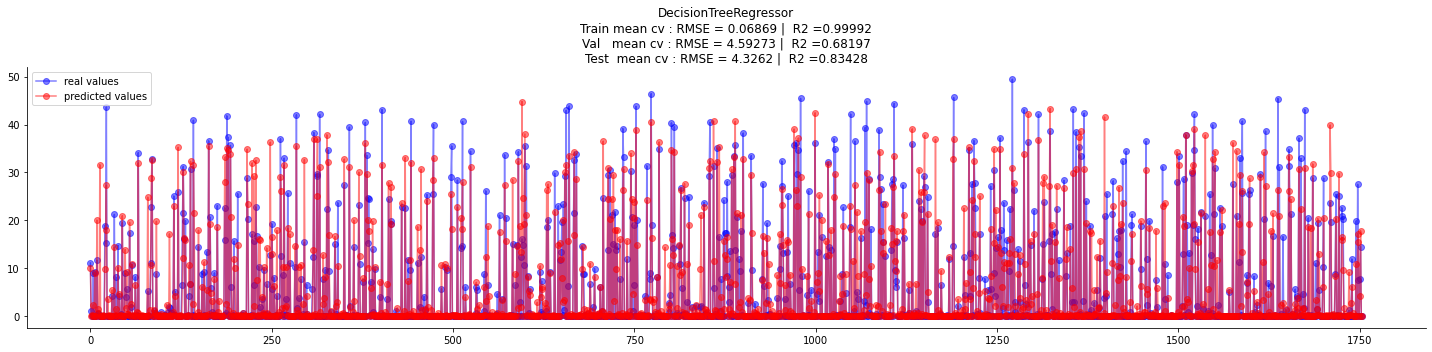 DecisionTreeRegressor
Train mean cv : RMSE = 0.06869 | R2 =0.99992
Val mean cv : RMSE = 4.59273 | R2 =0.68197
Test mean cv : RMSE = 4.3262 | R2 =0.83428
real values
predicted values
50
40
30
20
10
0
0 250 500 750 1000 1250 1500 1750